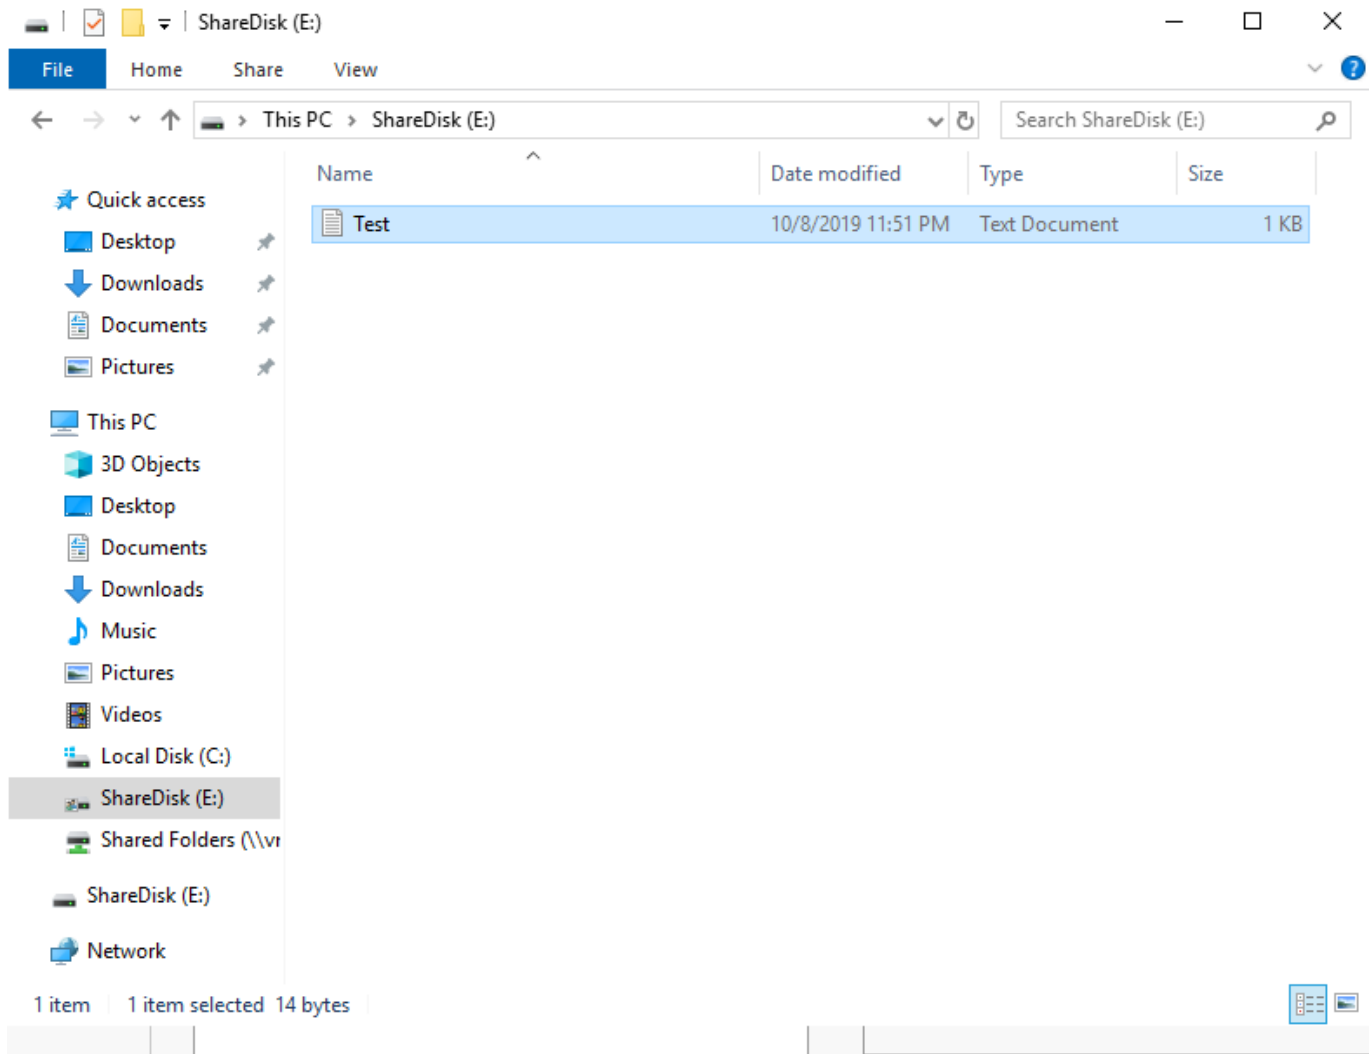 ShareDisk (E:)
File Home Share View
This PC > ShareDisk (E:)
Search ShareDisk (E:)
Name Date modified Type Size
Test 10/8/2019 11:51 PM Text Document 1 KB
Quick access
Desktop
Downloads
Documents
Pictures
This PC
3D Objects
Desktop
Documents
Downloads
Music
Pictures
Videos
Local Disk (C:)
ShareDisk (E:)
Shared Folders (\\vr
ShareDisk (E:)
Network
1 item 1 item selected 14 bytes